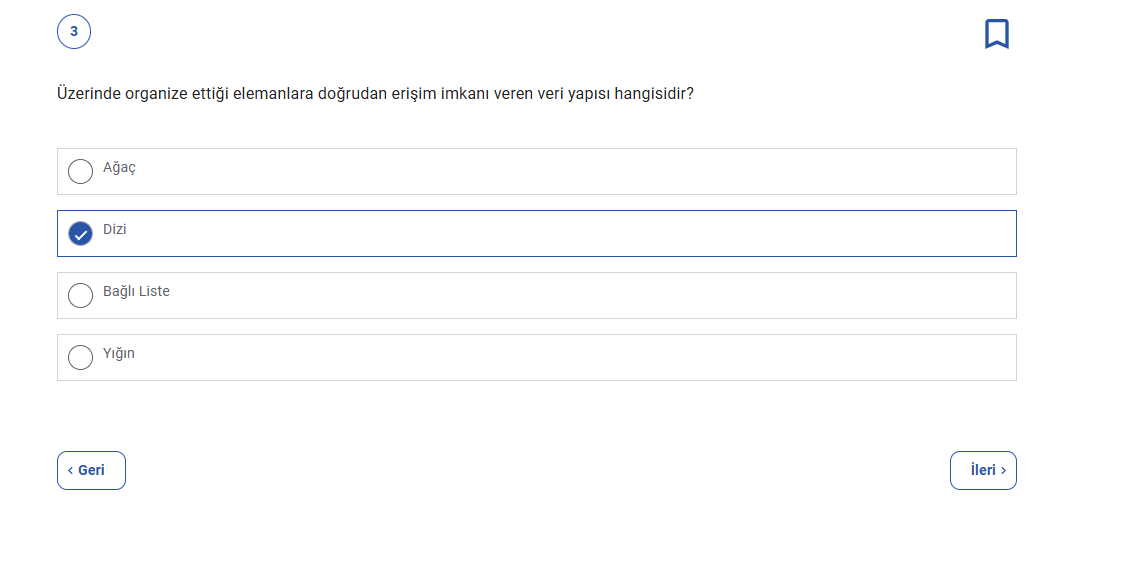 3
Üzerinde organize ettiği elemanlara doğrudan erişim imkanı veren veri yapısı hangisidir?
Ağaç
Dizi
Bağlı Liste
Yığın
‹ Geri
İleri ›